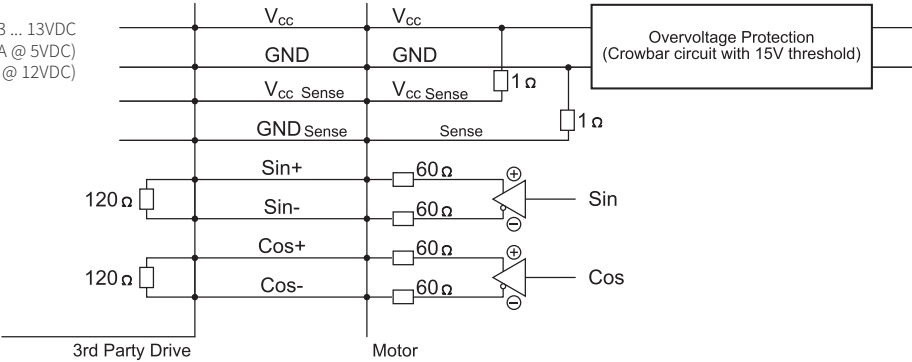 3 ... 13VDC
A @ 5VDC)
@ 12VDC)
Vcc Vcc
GND GND
Vcc Sense Vcc Sense
GND Sense Sense
1 Ω
1 Ω
Overvoltage Protection
(Crowbar circuit with 15V threshold)
Sin+ 60 Ω
120 Ω
Sin- 60 Ω
+
−
Sin
Cos+ 60 Ω
120 Ω
Cos- 60 Ω
+
−
Cos
3rd Party Drive Motor